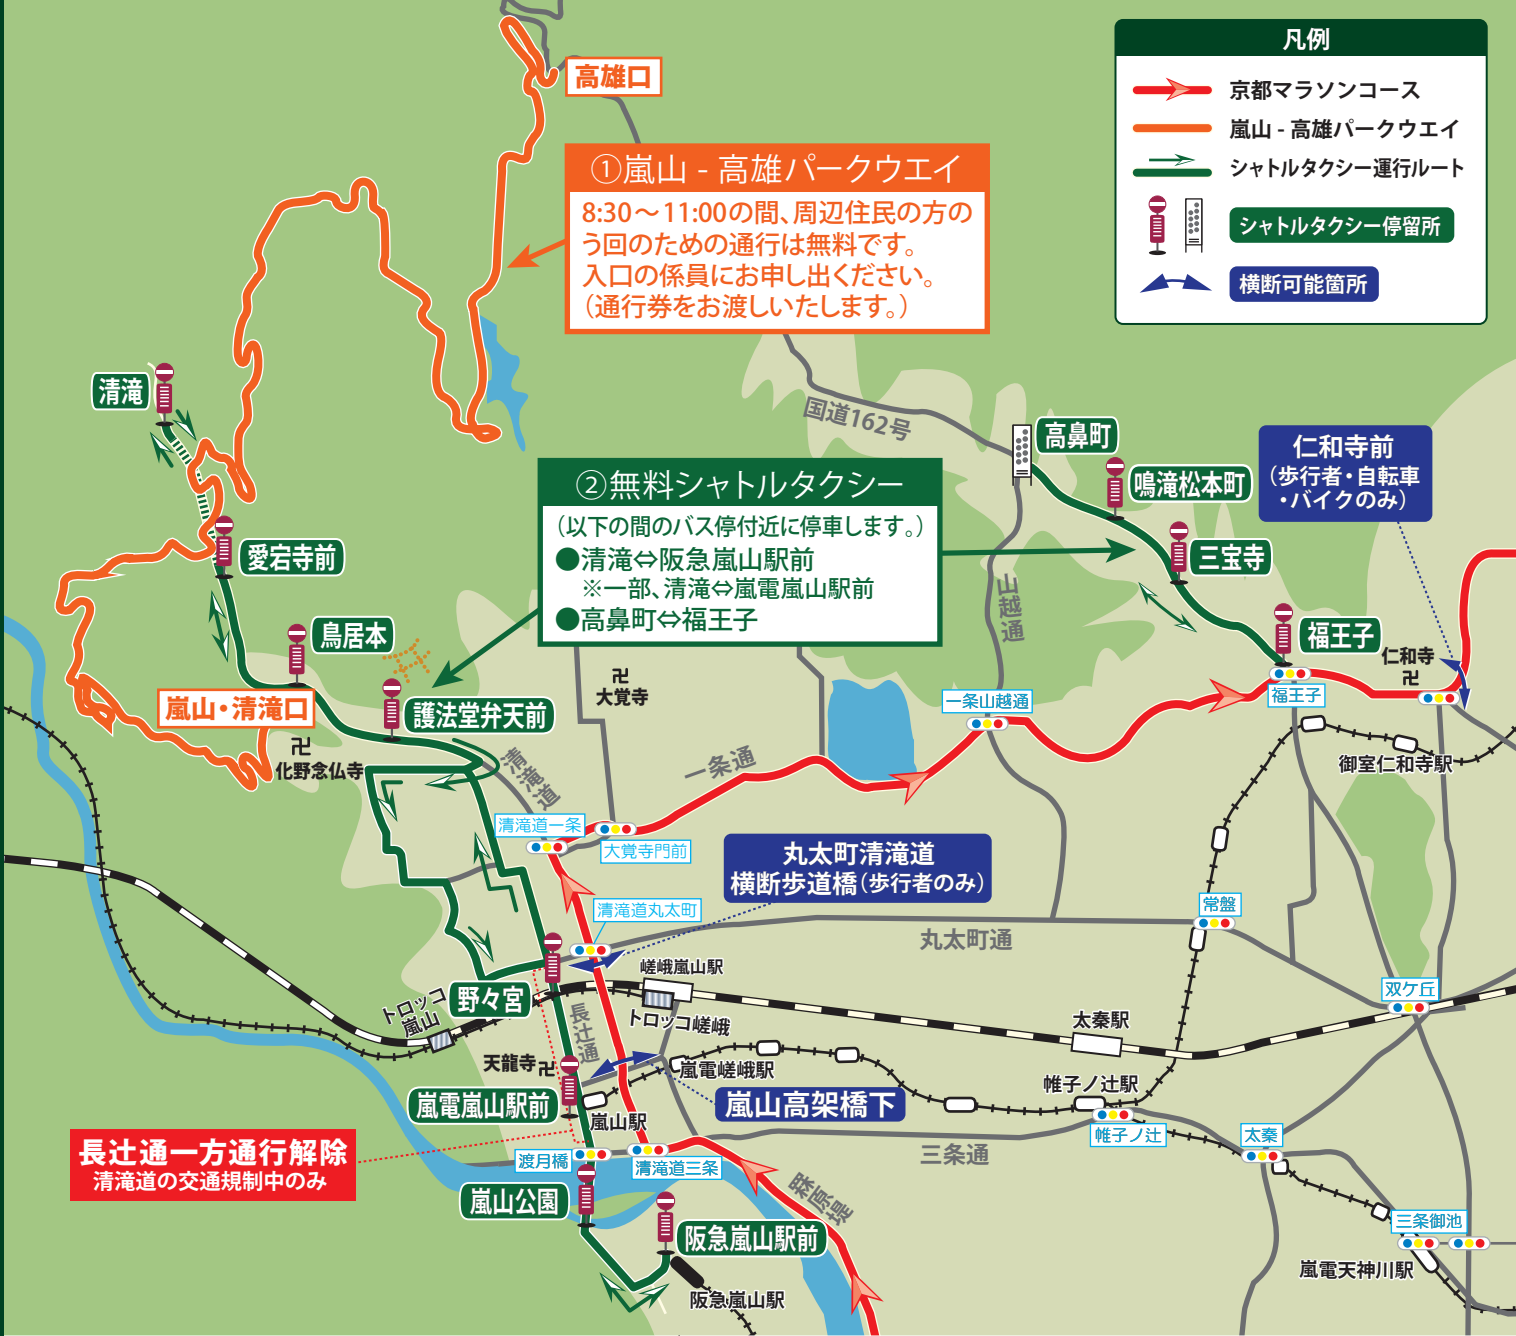 凡例
京都マラソンコース
嵐山 - 高雄パークウエイ
シャトルタクシー運行ルート
シャトルタクシー停留所
横断可能箇所
高雄口
①嵐山 - 高雄パークウエイ
8:30～11:00の間、周辺住民の方の
う回のための通行は無料です。
入口の係員にお申し出ください。
（通行券をお渡しいたします。）
国道162号
清滝
高鼻町
鳴滝松本町
仁和寺前
（歩行者・自転車
・バイクのみ）
②無料シャトルタクシー
（以下の間のバス停付近に停車します。）
●清滝⇔阪急嵐山駅前
※一部、清滝⇔嵐電嵐山駅前
●高鼻町⇔福王子
愛宕寺前
三宝寺
山越通
鳥居本
福王子
仁和寺
卍
卍
大覚寺
嵐山・清滝口
護法堂弁天前
一条山越通
福王子
卍
化野念仏寺
清滝道
一条通
御室仁和寺駅
清滝道一条
大覚寺門前
丸太町清滝道
横断歩道橋（歩行者のみ）
清滝道丸太町
常盤
丸太町通
嵯峨嵐山駅
双ケ丘
野々宮
トロッコ
嵐山
長辻通
トロッコ嵯峨
太秦駅
天龍寺卍
嵐電嵯峨駅
帷子ノ辻駅
嵐電嵐山駅前
嵐山駅
嵐山高架橋下
帷子ノ辻
太秦
長辻通一方通行解除
清滝道の交通規制中のみ
渡月橋
清滝道三条
三条通
嵐山公園
罧原堤
三条御池
阪急嵐山駅前
嵐電天神川駅
阪急嵐山駅